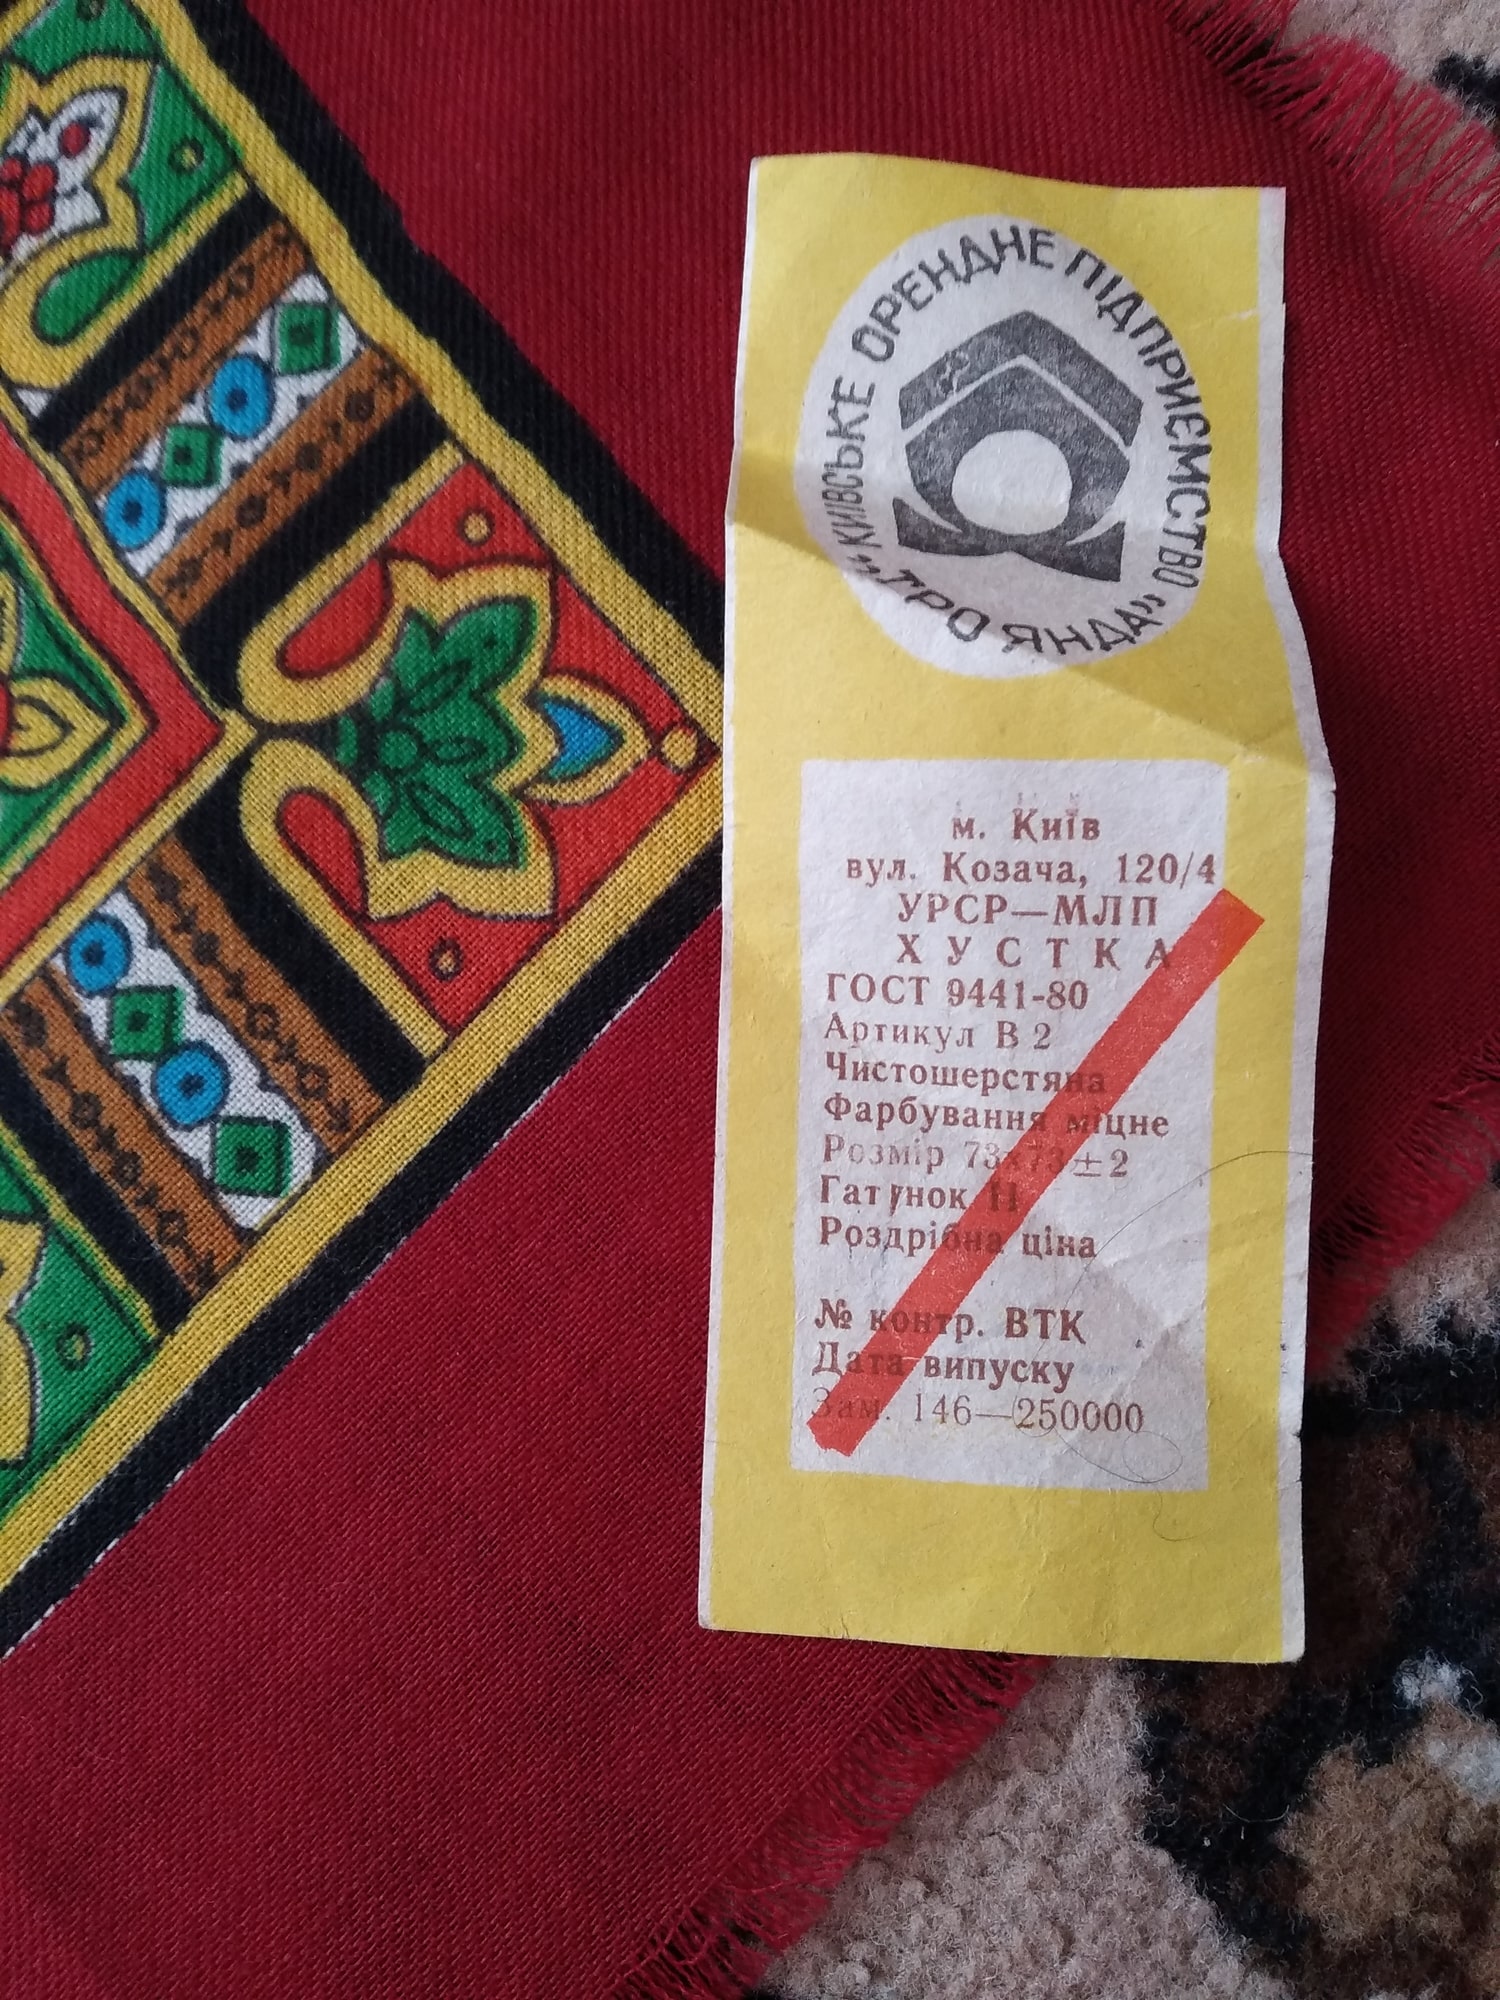 КИЇВСЬКЕ ОРЕНДНЕ ПІДПРИЄМСТВО
„ТРОЯНДА”
м. Київ
вул. Козача, 120/4
УРСР—МЛП
ХУСТКА
ГОСТ 9441-80
Артикул В 2
Чистошерстяна
Фарбування міцне
Розмір 73х73±2
Гатунок II
Роздрібна ціна
№ контр. ВТК
Дата випуску
Зам. 146—250000